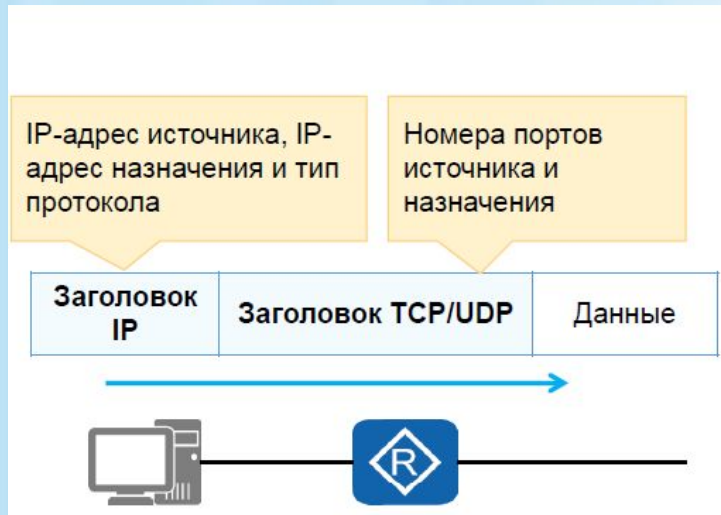 IP-адрес источника, IP-
адрес назначения и тип
протокола
Номера портов
источника и
назначения
Заголовок
IP
Заголовок TCP/UDP
Данные
R